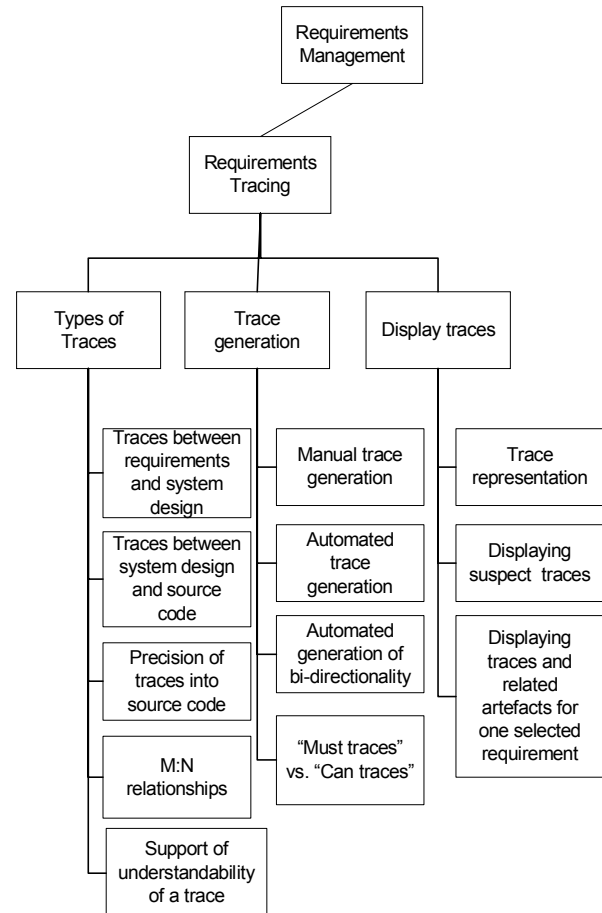 Requirements
Management
Requirements
Tracing
Types of
Traces
Trace
generation
Display traces
Traces between
requirements
and system
design
Traces between
system design
and source
code
Precision of
traces into
source code
M:N
relationships
Support of
understandability
of a trace
Manual trace
generation
Automated
trace
generation
Automated
generation of
bi-directionality
“Must traces”
vs. “Can traces”
Trace
representation
Displaying
suspect traces
Displaying
traces and
related
artefacts for
one selected
requirement